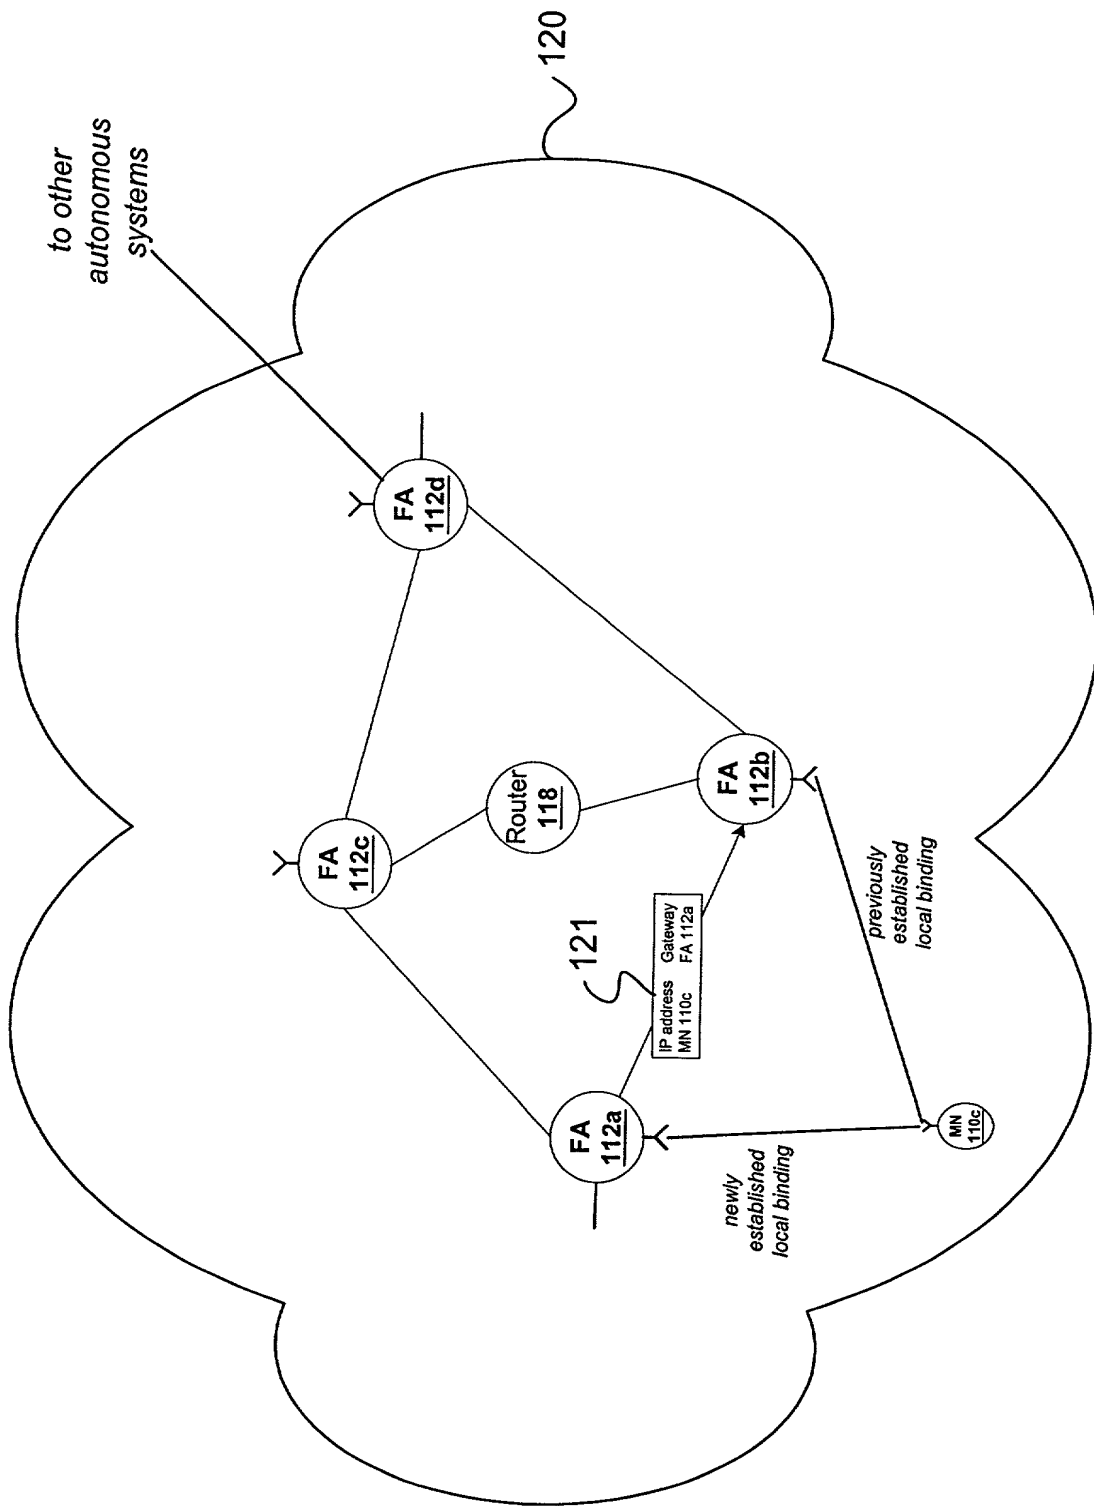 to other
autonomous
systems
120
FA
112d
FA
112c
Router
118
FA
112b
121
IP address Gateway
MN 110c FA 112a
previously
established
local binding
FA
112a
newly
established
local binding
MN
110c